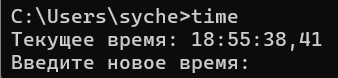 C:\Users\syche>time
Текущее время: 18:55:38,41
Введите новое время: